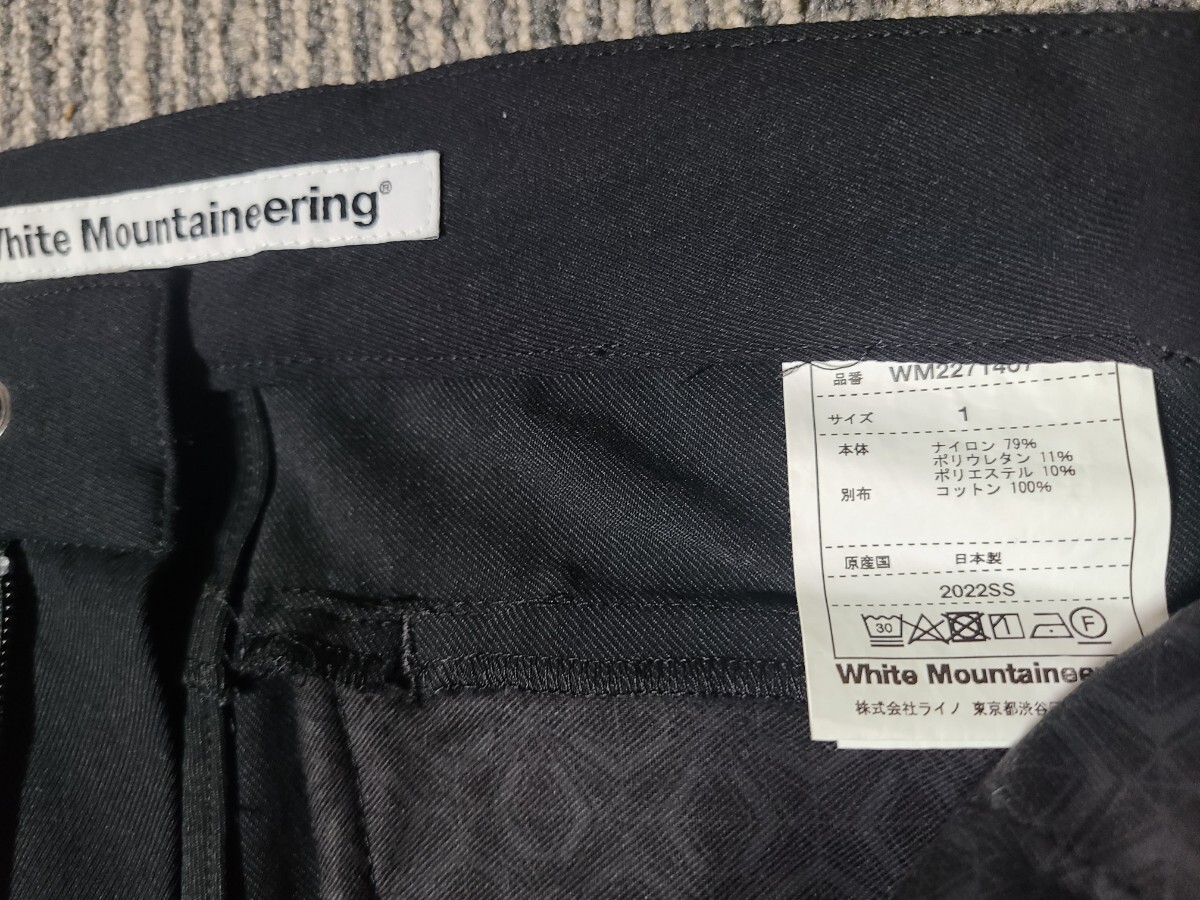 White Mountaineering®
品番 WM2271407
サイズ 1
本体 ナイロン 79%
ポリウレタン 11%
ポリエステル 10%
別布 コットン 100%
原産国 日本製
2022SS
30 F
White Mountainee
株式会社ライノ 東京都渋谷